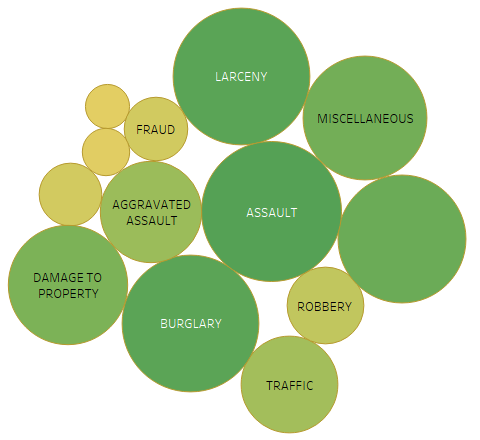 LARCENY
MISCELLANEOUS
FRAUD
AGGRAVATED
ASSAULT
ASSAULT
DAMAGE TO
PROPERTY
ROBBERY
BURGLARY
TRAFFIC